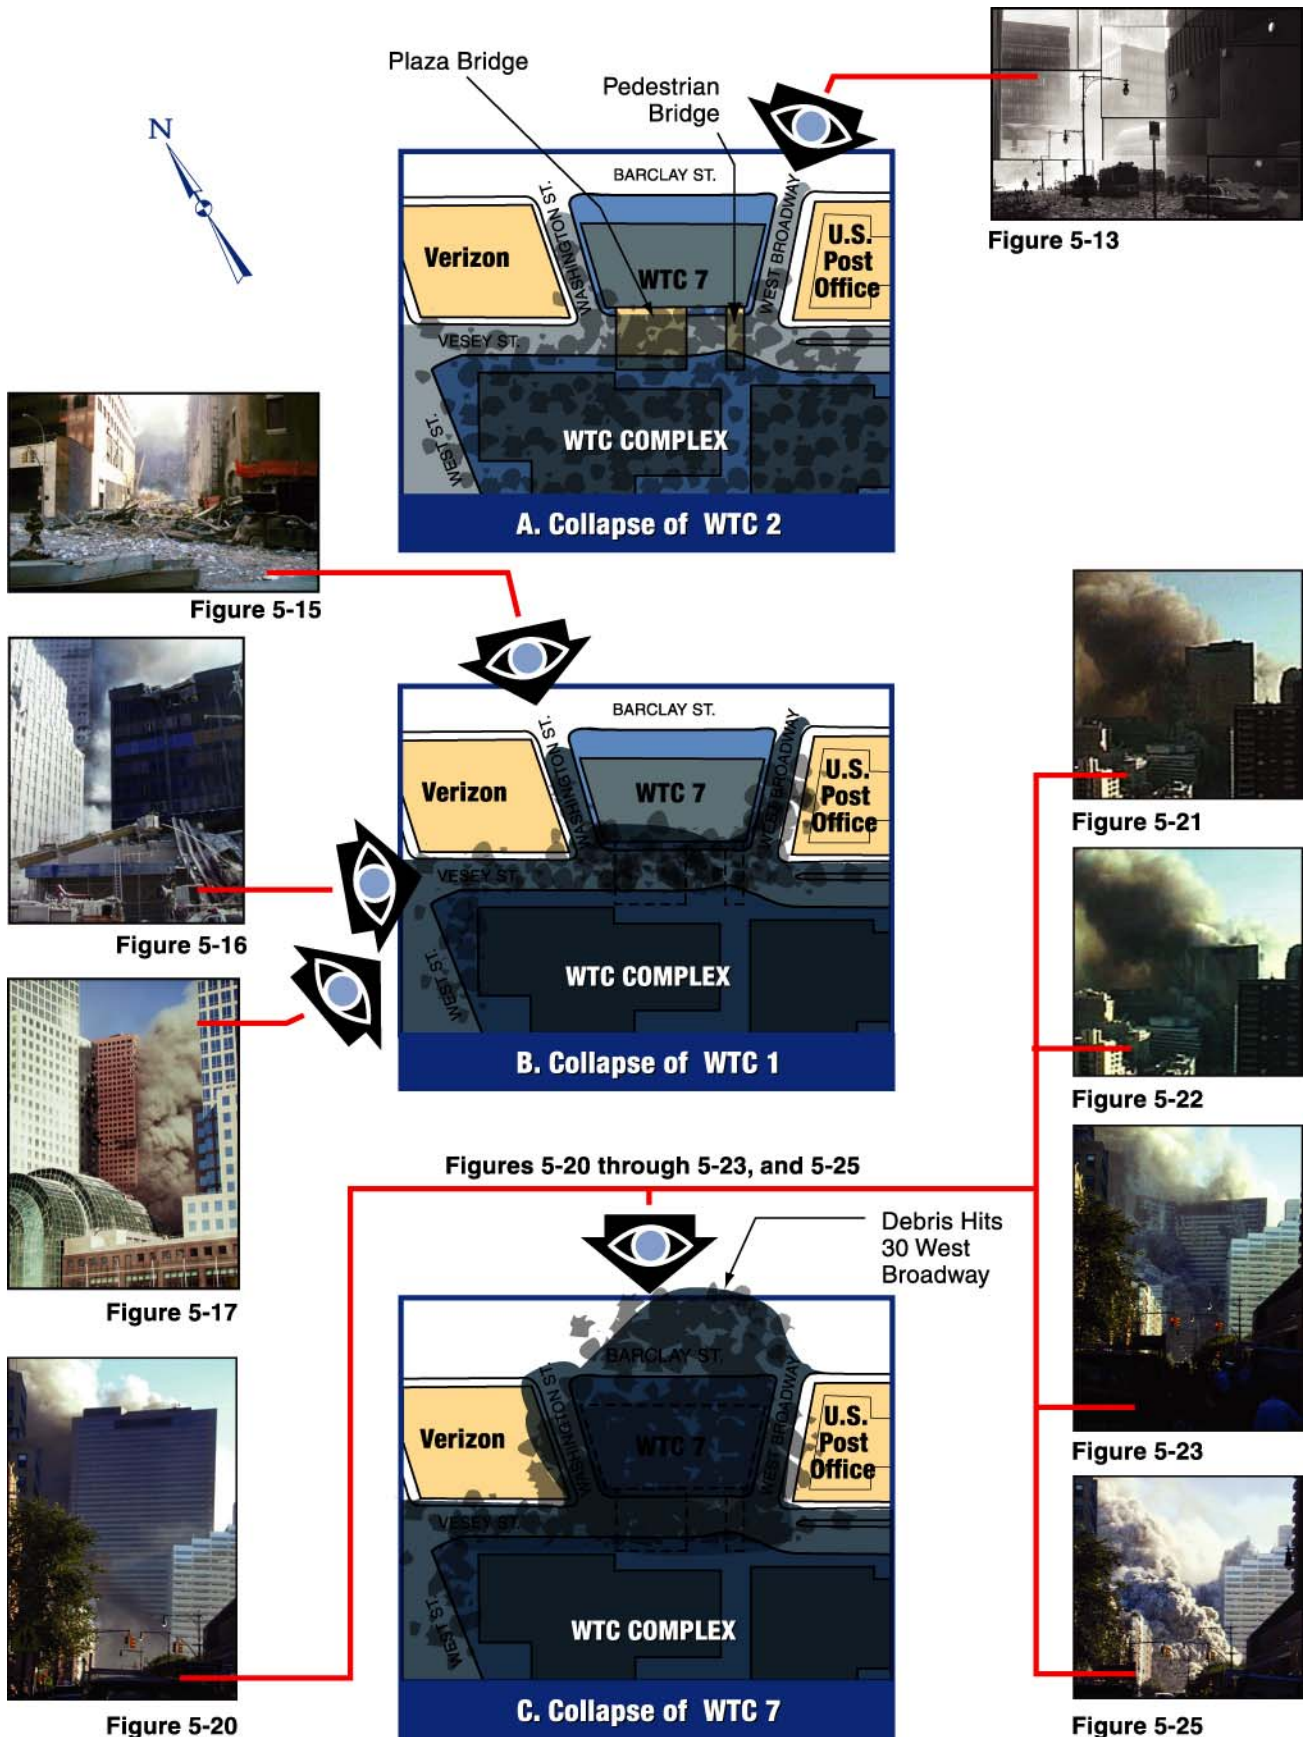 Plaza Bridge
Pedestrian
Bridge
N
Figure 5-13
BARCLAY ST.
WASHINGTON ST.
WEST BROADWAY
Verizon
WTC 7
U.S.
Post
Office
VESEY ST.
WEST ST.
WTC COMPLEX
A. Collapse of WTC 2
Figure 5-15
Figure 5-16
Figure 5-17
Figure 5-20
BARCLAY ST.
WASHINGTON ST.
WEST BROADWAY
Verizon
WTC 7
U.S.
Post
Office
VESEY ST.
WEST ST.
WTC COMPLEX
B. Collapse of WTC 1
Figures 5-20 through 5-23, and 5-25
Debris Hits
30 West
Broadway
BARCLAY ST.
WASHINGTON ST.
WEST BROADWAY
Verizon
WTC 7
U.S.
Post
Office
VESEY ST.
WEST ST.
WTC COMPLEX
C. Collapse of WTC 7
Figure 5-21
Figure 5-22
Figure 5-23
Figure 5-25